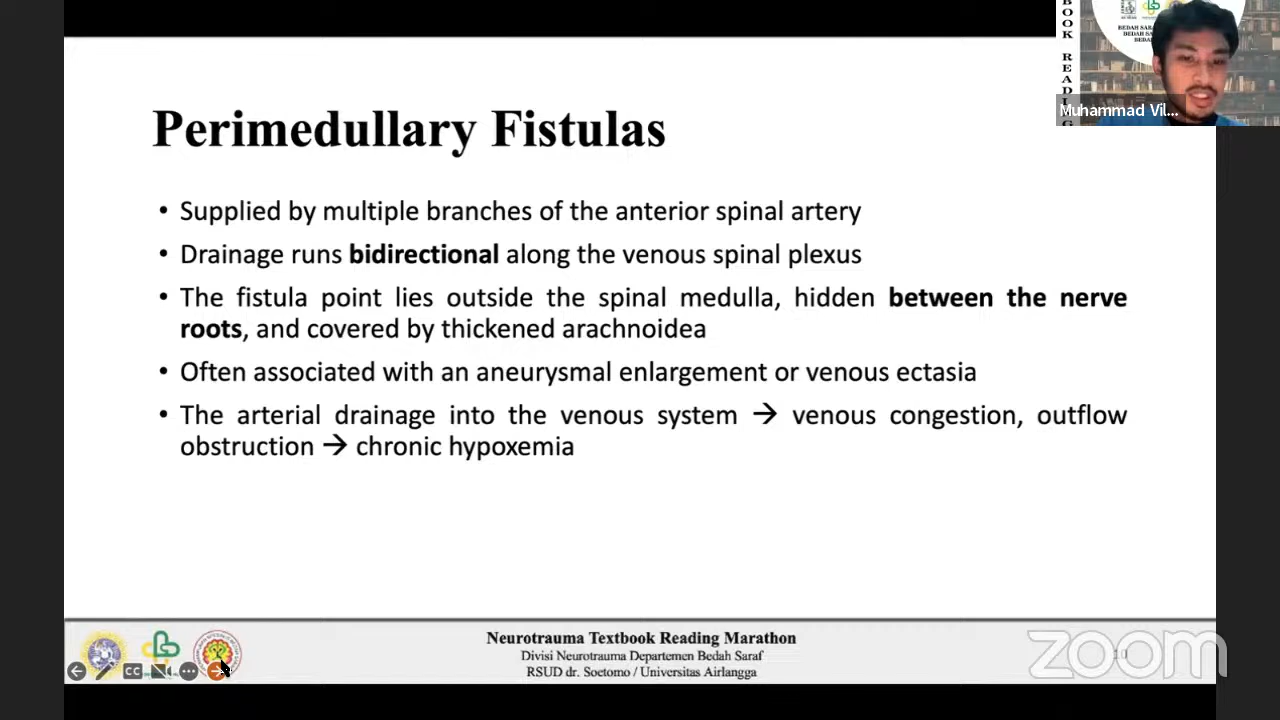 Perimedullary Fistulas
• Supplied by multiple branches of the anterior spinal artery
• Drainage runs bidirectional along the venous spinal plexus
• The fistula point lies outside the spinal medulla, hidden between the nerve
roots, and covered by thickened arachnoidea
• Often associated with an aneurysmal enlargement or venous ectasia
• The arterial drainage into the venous system → venous congestion, outflow
obstruction → chronic hypoxemia
Neurotrauma Textbook Reading Marathon
Divisi Neurotrauma Departemen Bedah Saraf
RSUD dr. Soetomo / Universitas Airlangga
10
zoom
CC
BOOK READING
Muhammad Vil...